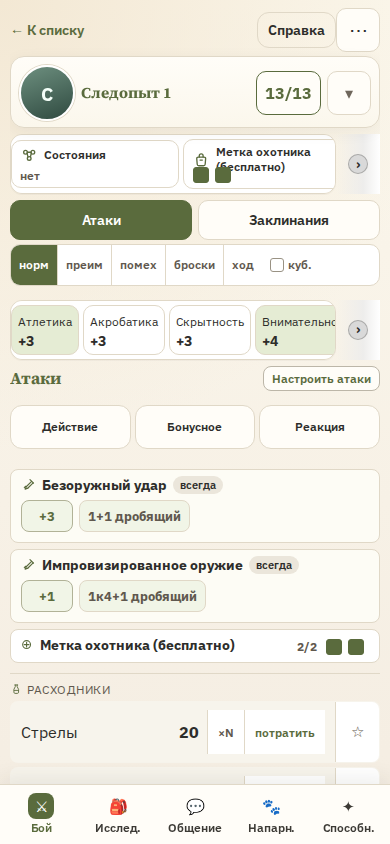 ← К списку
Справка
···
С
Следопыт 1
13/13
▼
Состояния
нет
Метка охотника
(бесплатно)
Атаки
Заклинания
норм
преим
помех
броски
ход
куб.
Атлетика
+3
Акробатика
+3
Скрытность
+3
Внимательнос
+4
Атаки
Настроить атаки
Действие
Бонусное
Реакция
Безоружный удар
всегда
+3
1+1 дробящий
Импровизированное оружие
всегда
+1
1к4+1 дробящий
Метка охотника (бесплатно)
2/2
РАСХОДНИКИ
Стрелы
20
×N
потратить
Бой
Исслед.
Общение
Напарн.
Способн.